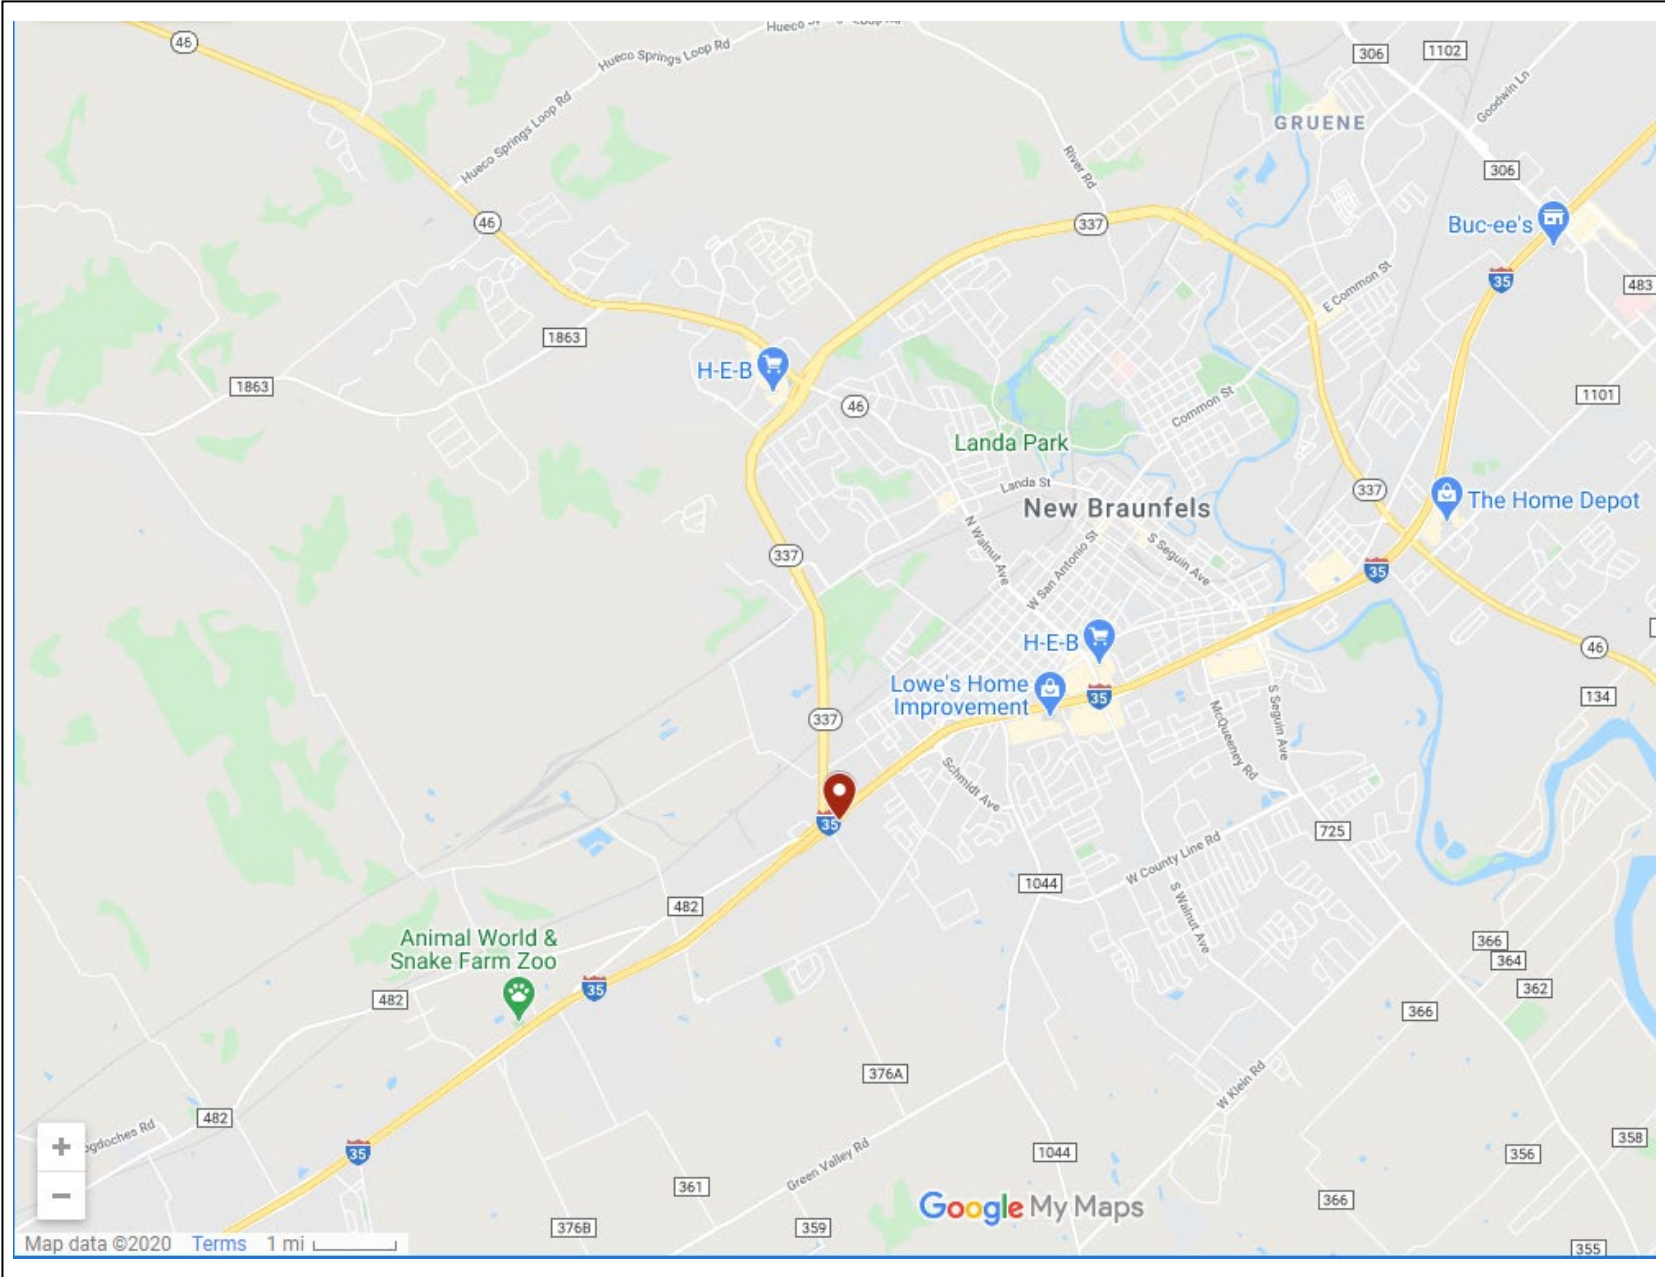 Hueco
46
Hueco Springs Loop Rd
306
1102
Goodwin Ln
Hueco Springs Loop Rd
GRUENE
River Rd
306
46
337
Buc-ee's
35
E Common St
483
1863
H-E-B
1863
46
1101
Common St
Landa Park
Landa St
337
The Home Depot
New Braunfels
N Walnut Ave
W San Antonio St
S Seguin Ave
337
35
H-E-B
46
Lowe's Home
Improvement
35
134
S Seguin Ave
McQueeney Rd
337
Schmidt Ave
35
725
W County Line Rd
1044
S Walnut Ave
482
Animal World &
Snake Farm Zoo
366
364
35
482
362
366
376A
W Klein Rd
482
ogdoches Rd
+
35
1044
358
356
Green Valley Rd
361
−
366
Google My Maps
376B
359
355
Map data ©2020 Terms 1 mi